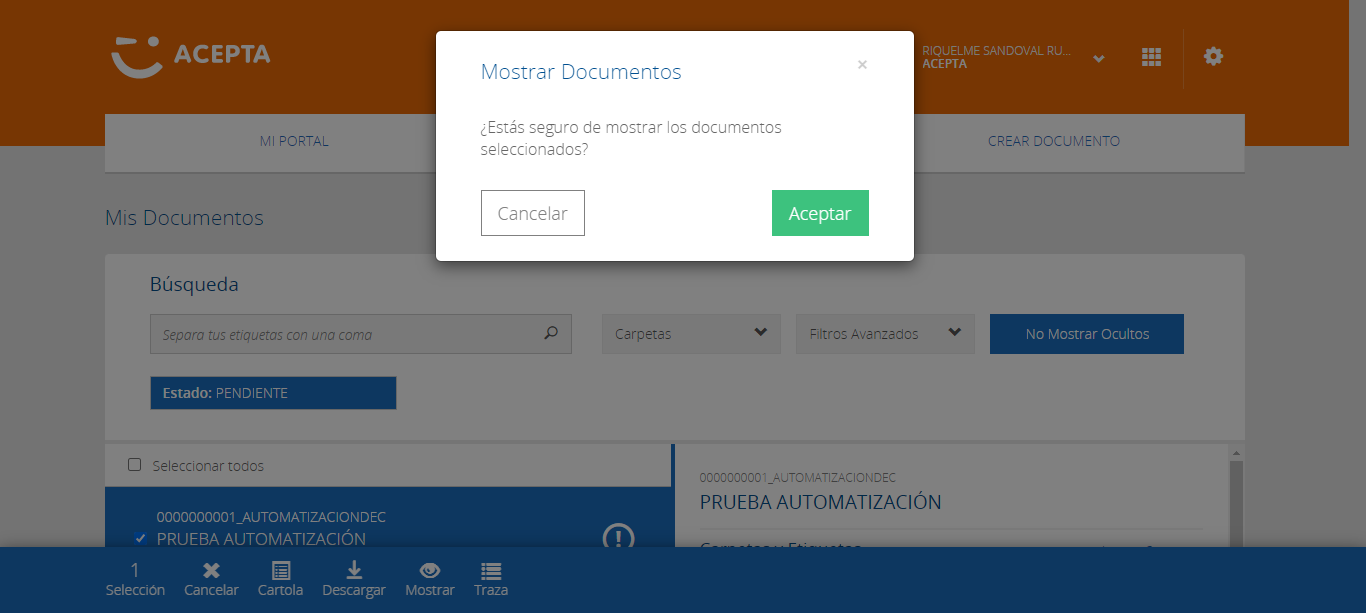 ACEPTA
Mostrar Documentos
×
RIQUELME SANDOVAL RU...
ACEPTA
¿Estás seguro de mostrar los documentos
seleccionados?
Cancelar
Aceptar
MI PORTAL
CREAR DOCUMENTO
Mis Documentos
Búsqueda
Separa tus etiquetas con una coma
Carpetas
Filtros Avanzados
No Mostrar Ocultos
Estado: PENDIENTE
Seleccionar todos
0000000001_AUTOMATIZACIONDEC
PRUEBA AUTOMATIZACIÓN
0000000001_AUTOMATIZACIONDEC
PRUEBA AUTOMATIZACIÓN
Carpetas y Etiquetas
1
Selección
Cancelar
Cartola
Descargar
Mostrar
Traza